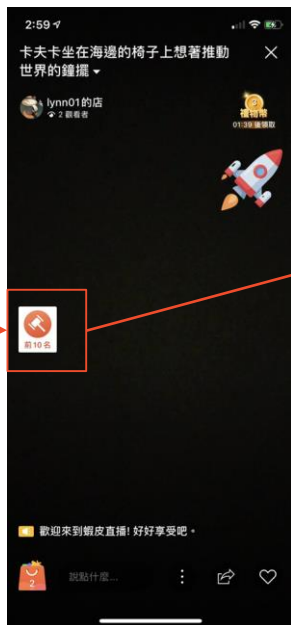 2:59
卡夫卡坐在海邊的椅子上想著推動
世界的鐘擺
lynn01的店
2 觀看者
禮物幣
01:39 後領取
前10名
歡迎來到蝦皮直播! 好好享受吧。
2
說點什麼...